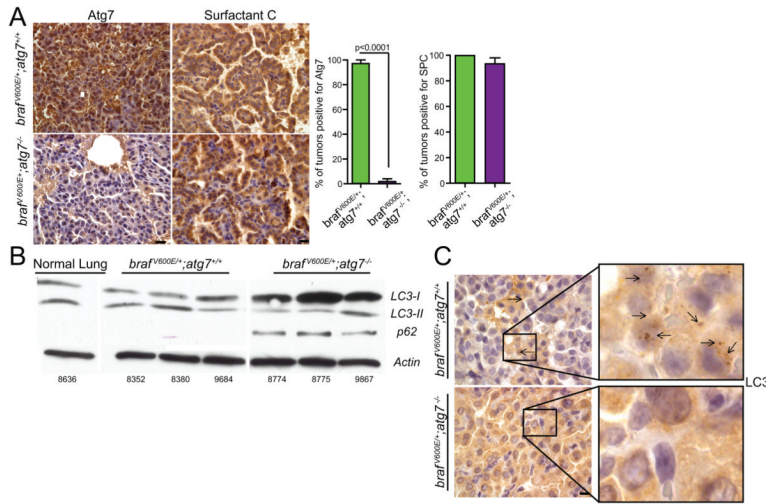 A
Atg7
Surfactant C
braf V600E/+;atg7+/+
braf V600/E+;atg7-/-
% of tumors positive for Atg7
100
80
60
40
20
0
p<0.0001
braf V600E/+;
atg7+/+,
braf V600E/+,
atg7-/-,
% of tumors positive for SPC
100
80
60
40
20
0
braf V600E/+;
atg7+/+,
braf V600E/+;
atg7-/-
B
Normal Lung
braf V600E/+;atg7+/+
braf V600E/+;atg7-/-
LC3-I
LC3-II
p62
Actin
8636
8352
8380
9684
8774
8775
9867
C
braf V600E/+;atg7+/+
braf V600E/+;atg7-/-
LC3